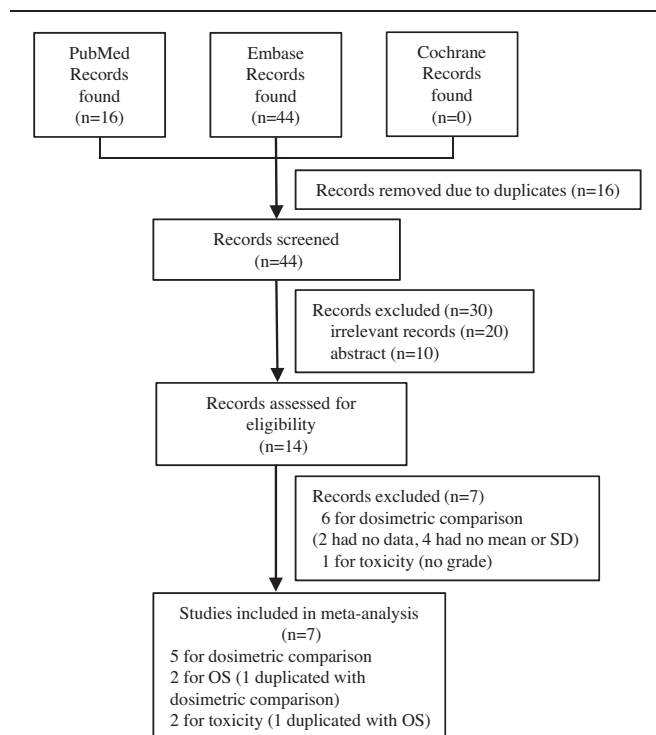 PubMed
Records
found
(n=16)
Embase
Records
found
(n=44)
Cochrane
Records
found
(n=0)
Records removed due to duplicates (n=16)
Records screened
(n=44)
Records excluded (n=30)
irrelevant records (n=20)
abstract (n=10)
Records assessed for
eligibility
(n=14)
Records excluded (n=7)
6 for dosimetric comparison
(2 had no data, 4 had no mean or SD)
1 for toxicity (no grade)
Studies included in meta-analysis
(n=7)
5 for dosimetric comparison
2 for OS (1 duplicated with
dosimetric comparison)
2 for toxicity (1 duplicated with OS)